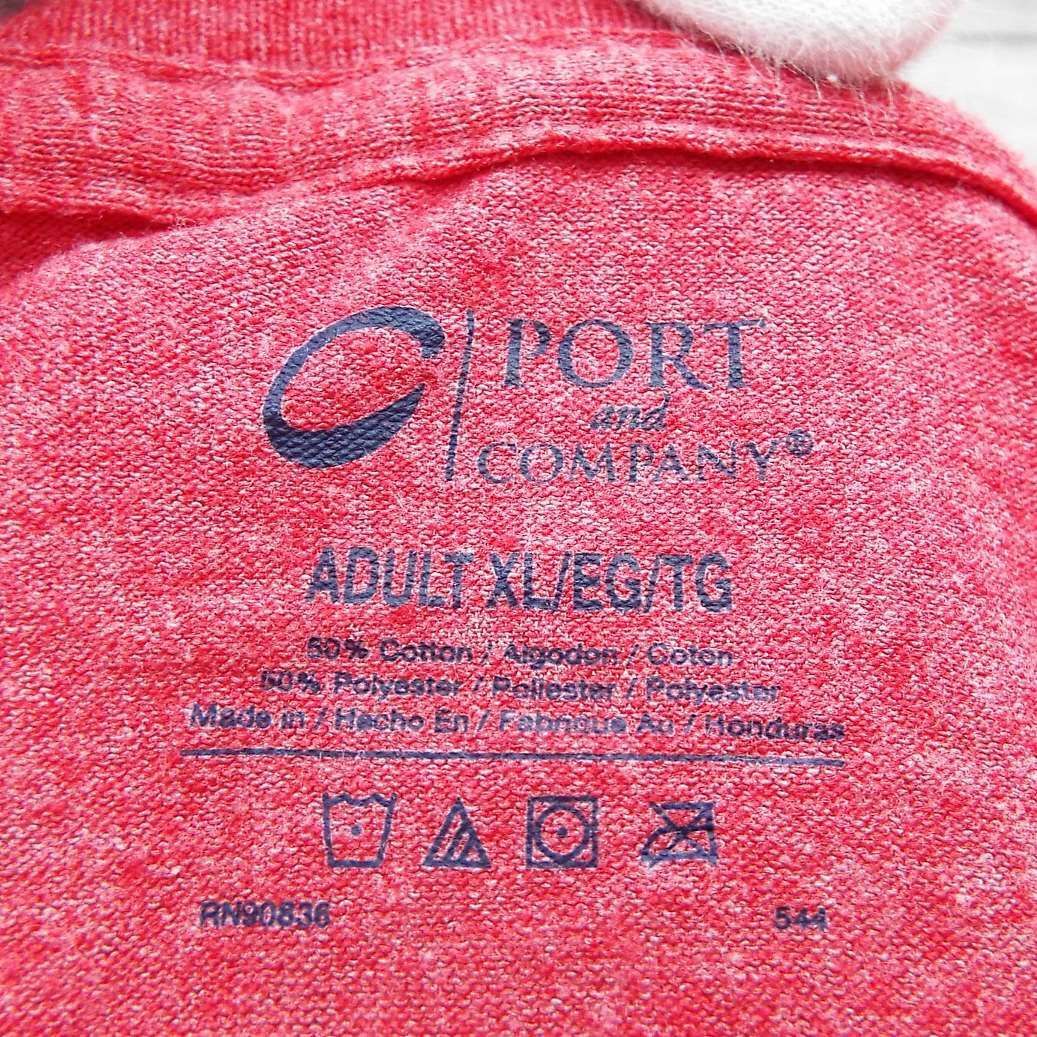 PORT
and
COMPANY®
ADULT XL/EG/TG
50% Cotton / Algodon / Coton
50% Polyester / Poliester / Polyester
Made in / Hecho En / Fabrique Au / Honduras
RN90836 544